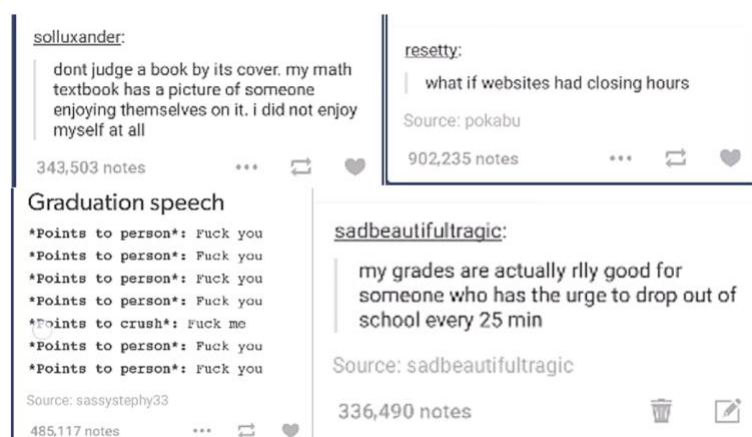 solluxander:
dont judge a book by its cover. my math
textbook has a picture of someone
enjoying themselves on it. i did not enjoy
myself at all
343,503 notes
resetty:
what if websites had closing hours
Source: pokabu
902,235 notes
Graduation speech
*Points to person*: Fuck you
*Points to person*: Fuck you
*Points to person*: Fuck you
*Points to person*: Fuck you
*Points to crush*: Fuck me
*Points to person*: Fuck you
*Points to person*: Fuck you
Source: sassystephy33
485,117 notes
sadbeautifultragic:
my grades are actually rlly good for
someone who has the urge to drop out of
school every 25 min
Source: sadbeautifultragic
336,490 notes